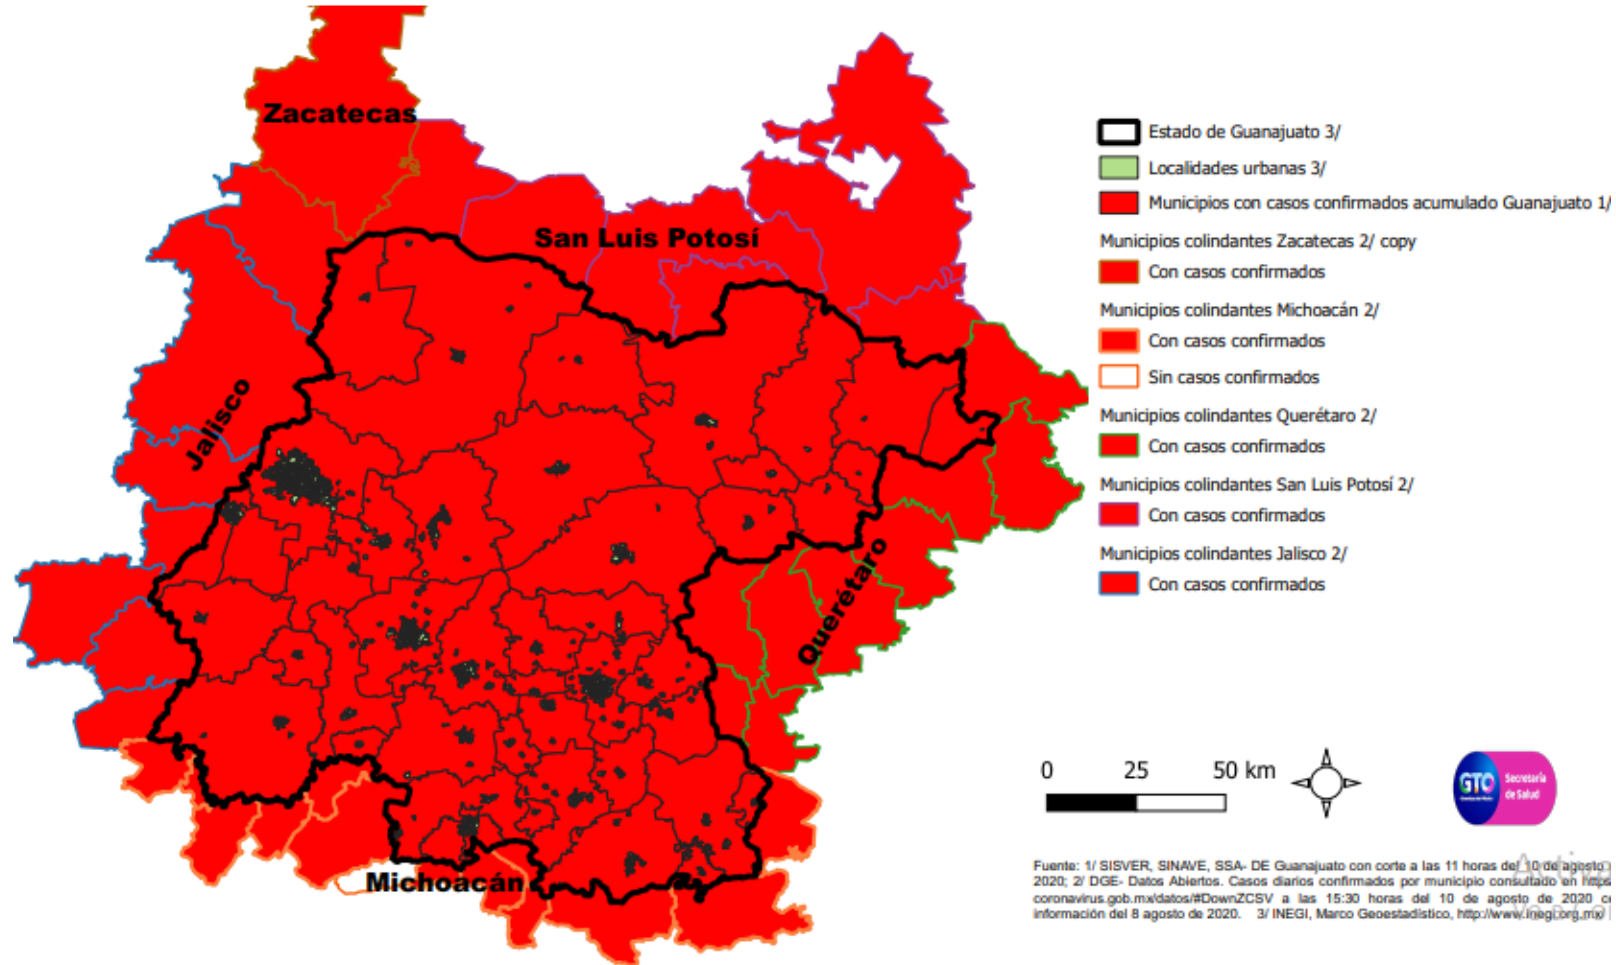 Zacatecas
San Luis Potosí
Jalisco
Querétaro
Michoacán
Estado de Guanajuato 3/
Localidades urbanas 3/
Municipios con casos confirmados acumulado Guanajuato 1/
Municipios colindantes Zacatecas 2/ copy
Con casos confirmados
Municipios colindantes Michoacán 2/
Con casos confirmados
Sin casos confirmados
Municipios colindantes Querétaro 2/
Con casos confirmados
Municipios colindantes San Luis Potosí 2/
Con casos confirmados
Municipios colindantes Jalisco 2/
Con casos confirmados
0 25 50 km
GTO
Secretaría
de Salud
Fuente: 1/ SISVER, SINAVE, SSA- DE Guanajuato con corte a las 11 horas del 10 de agosto
2020; 2/ DGE- Datos Abiertos. Casos diarios confirmados por municipio consultado en https
coronavirus.gob.mx/datos/#DownZCSV a las 15:30 horas del 10 de agosto de 2020
información del 8 agosto de 2020. 3/ INEGI, Marco Geoestadístico, http://www.inegi.org.mx